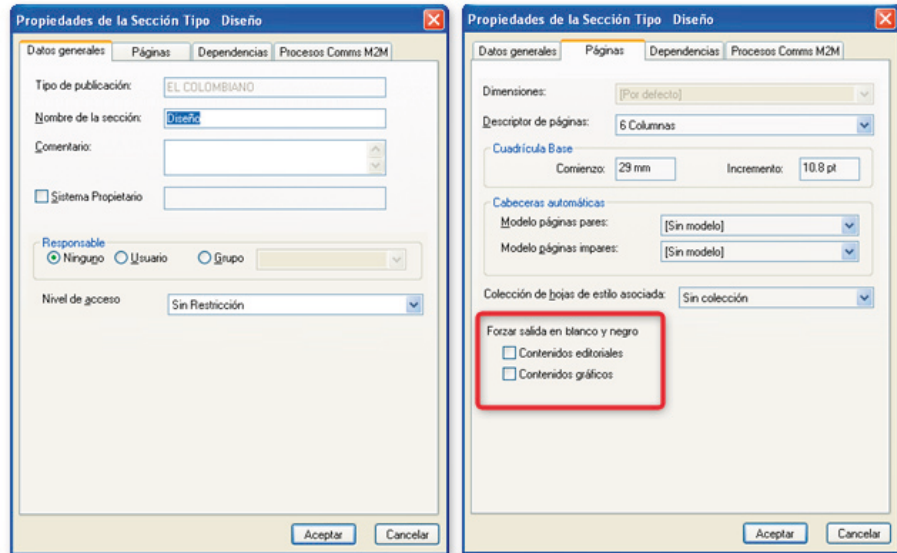 Propiedades de la Sección Tipo Diseño
Datos generales Páginas Dependencias Procesos Comms M2M
Tipo de publicación: EL COLOMBIANO
Nombre de la sección: Diseño
Comentario:
Sistema Propietario
Responsable
Ninguno Usuario Grupo
Nivel de acceso Sin Restricción
Aceptar Cancelar
Propiedades de la Sección Tipo Diseño
Datos generales Páginas Dependencias Procesos Comms M2M
Dimensiones: [Por defecto]
Descriptor de páginas: 6 Columnas
Cuadrícula Base
Comienzo: 29 mm Incremento: 10.8 pt
Cabeceras automáticas
Modelo páginas pares: [Sin modelo]
Modelo páginas impares: [Sin modelo]
Colección de hojas de estilo asociada: Sin colección
Forzar salida en blanco y negro
Contenidos editoriales
Contenidos gráficos
Aceptar Cancelar